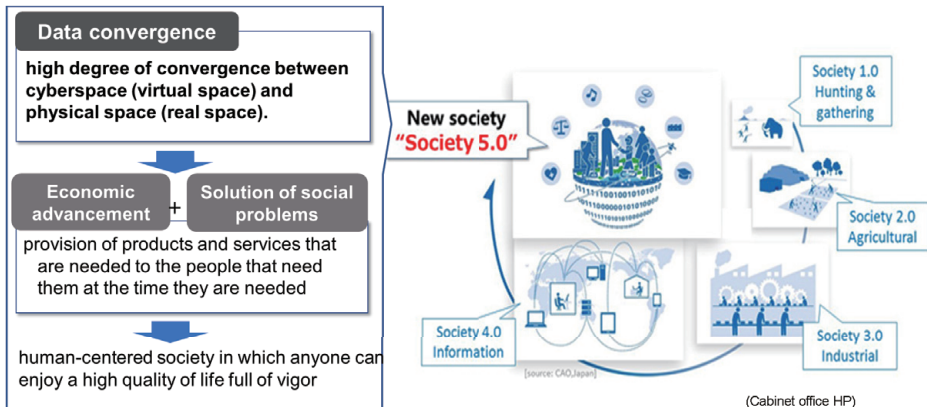 Data convergence
high degree of convergence between
cyberspace (virtual space) and
physical space (real space).
Economic
advancement
+
Solution of social
problems
provision of products and services that
are needed to the people that need
them at the time they are needed
human-centered society in which anyone can
enjoy a high quality of life full of vigor
New society
“Society 5.0”
Society 1.0
Hunting &
gathering
Society 2.0
Agricultural
Society 3.0
Industrial
Society 4.0
Information
[source: CAO,Japan]
(Cabinet office HP)